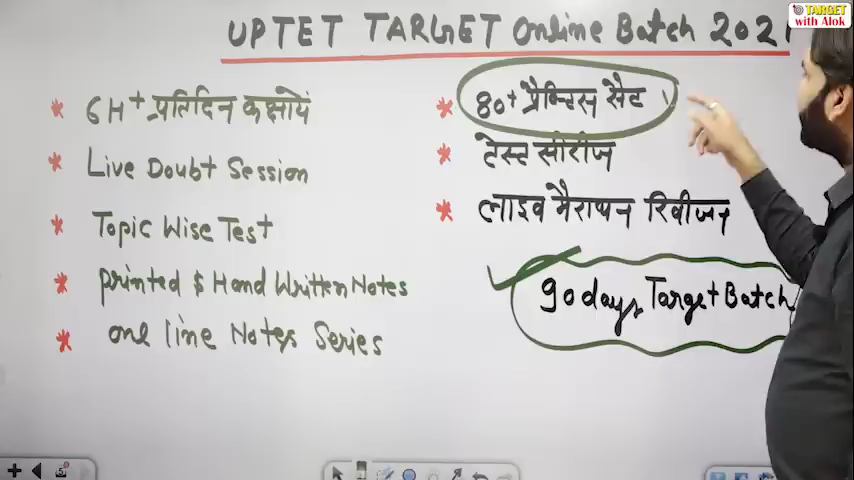 UPTET TARGET Online Batch 2021
TARGET
with Alok
* 6H+ प्रतिदिन कक्षायें
* Live Doubt Session
* Topic Wise Test
* Printed $ Hand Written Notes
* one line Notes Series
* 80+ प्रैक्टिस सैट
* टेस्ट सीरीज
* लाइव मैराथन रिवीजन
90 days Target Batch